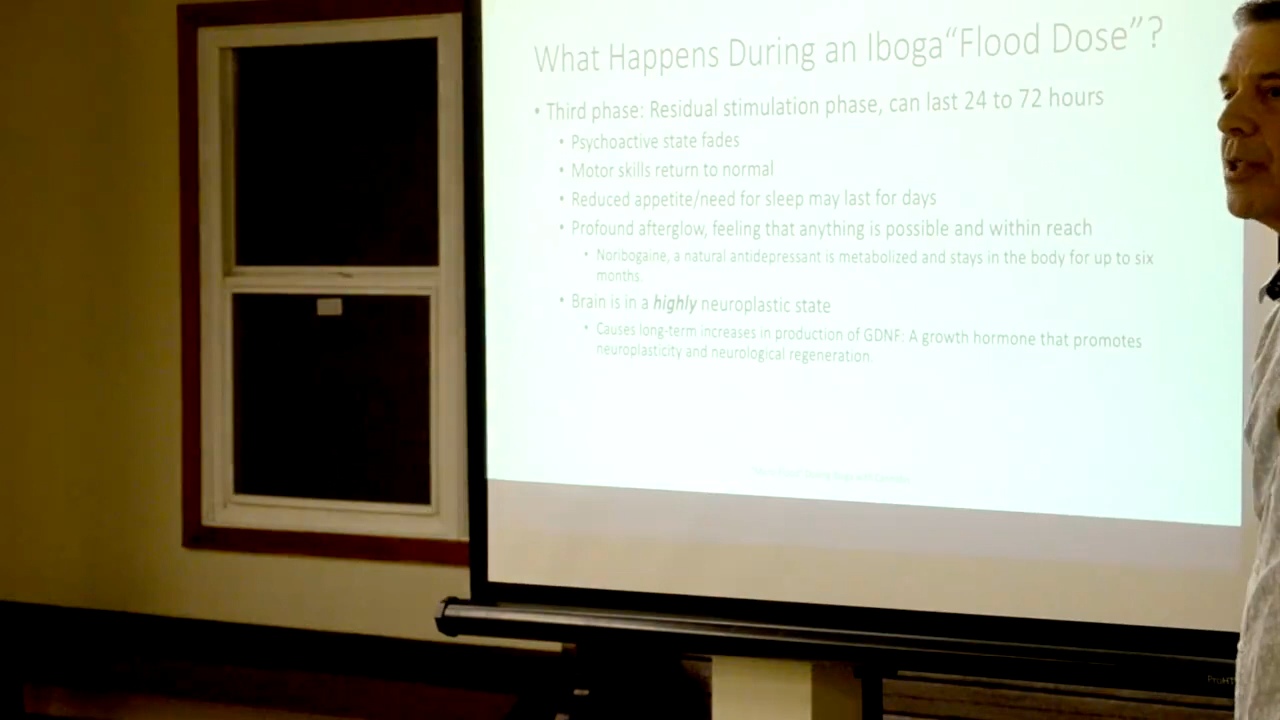 What Happens During an Iboga“Flood Dose”?
• Third phase: Residual stimulation phase, can last 24 to 72 hours
• Psychoactive state fades
• Motor skills return to normal
• Reduced appetite/need for sleep may last for days
• Profound afterglow, feeling that anything is possible and within reach
• Noribogaine, a natural antidepressant is metabolized and stays in the body for up to six
months.
• Brain is in a highly neuroplastic state
• Causes long-term increases in production of GDNF: A growth hormone that promotes
neuroplasticity and neurological regeneration.